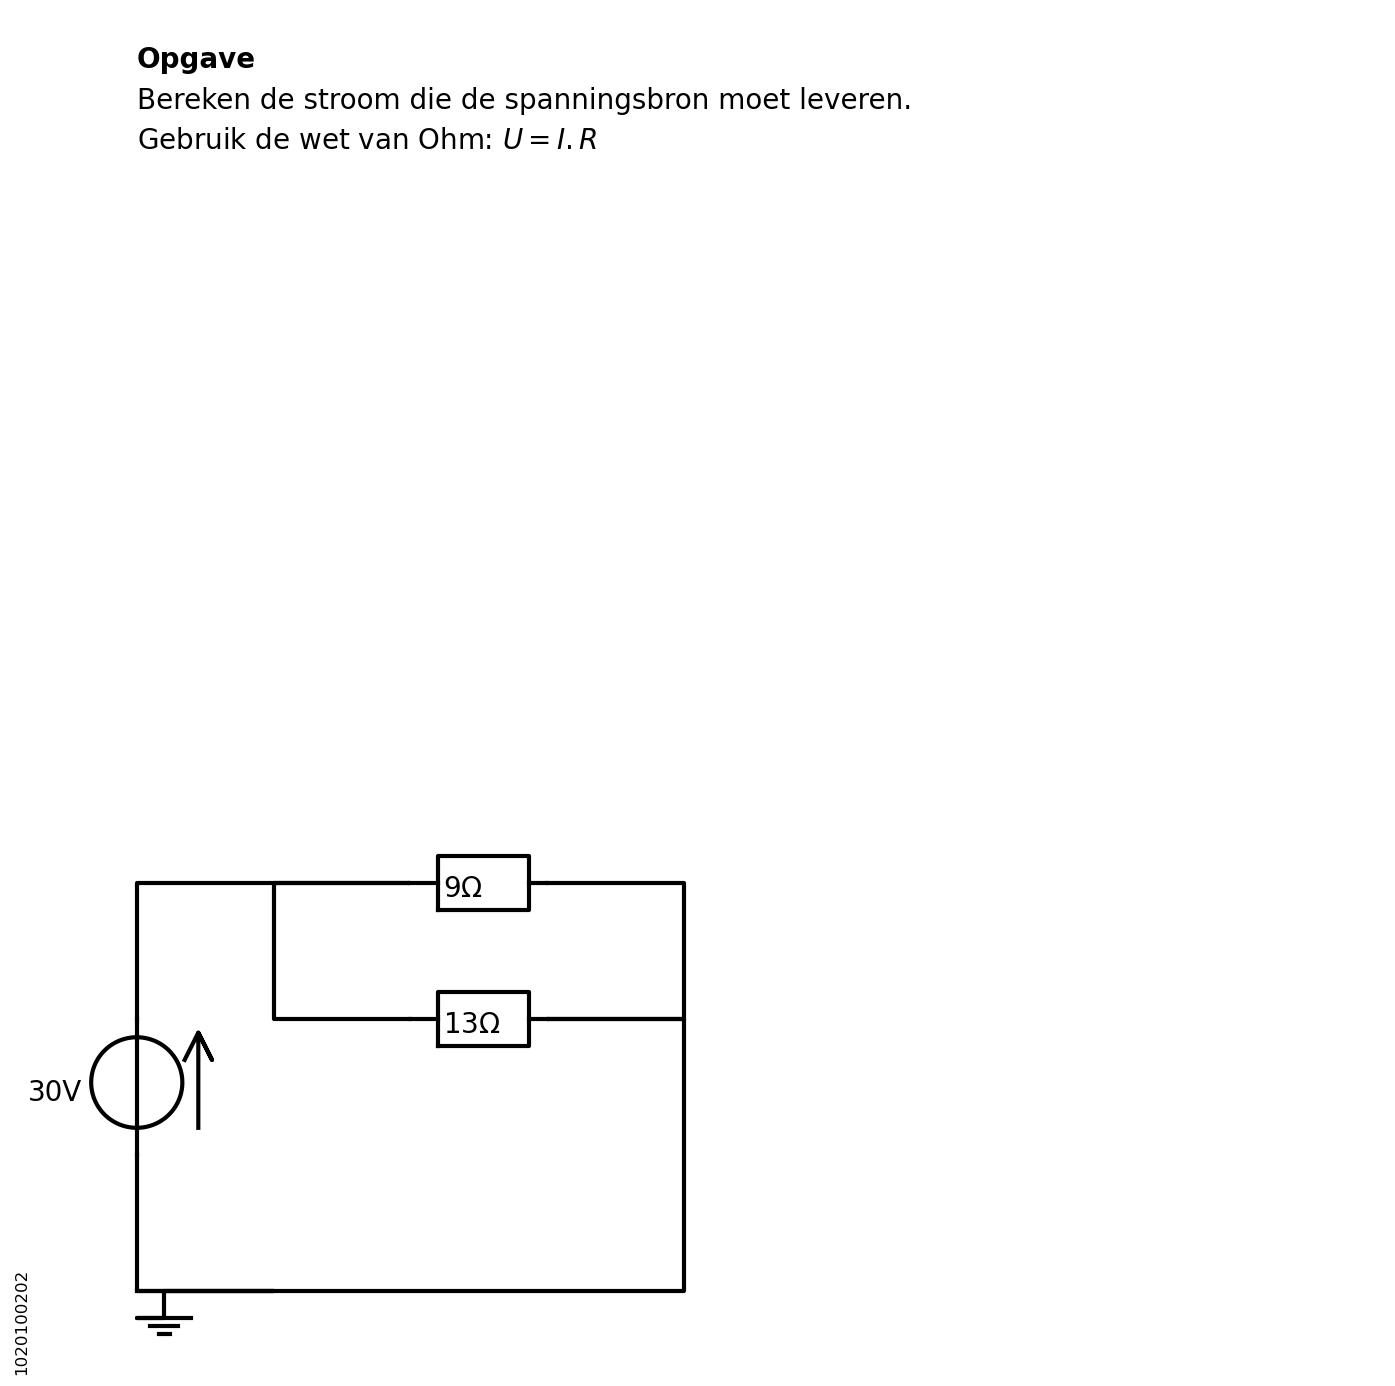 Opgave
Bereken de stroom die de spanningsbron moet leveren.
Gebruik de wet van Ohm: U = I. R
9Ω
13Ω
30V
1020100202